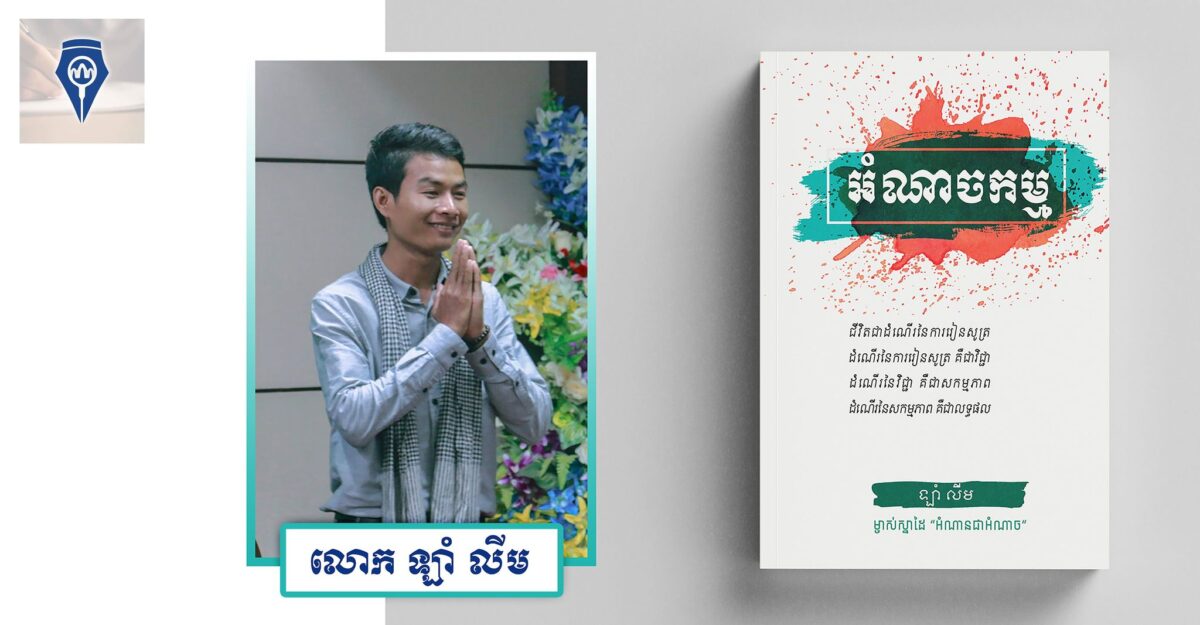 លោក ឡាំ លីម
អំណាចកម្ម
ជីវិតជាដំណើរនៃការរៀនសូត្រ
ដំណើរនៃការរៀនសូត្រ គឺជាវិជ្ជា
ដំណើរនៃវិជ្ជា គឺជាសកម្មភាព
ដំណើរនៃសកម្មភាព គឺជាលទ្ធផល
ឡាំ លីម
ម្ចាស់ស្នាដៃ “អំណានជាអំណាច“